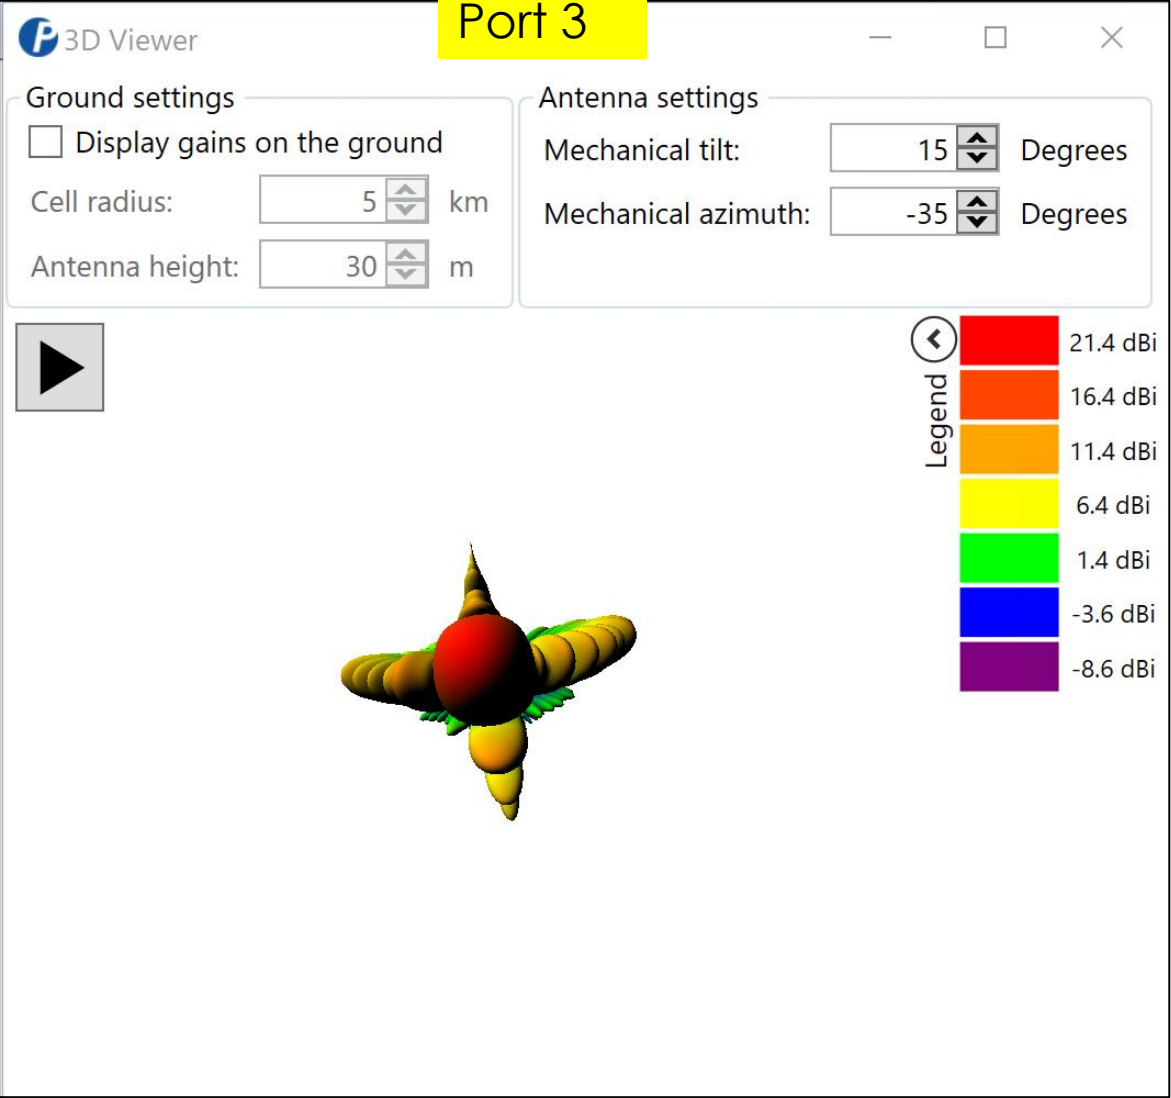 Port 3
3D Viewer
Ground settings
Display gains on the ground
Cell radius: 5 km
Antenna height: 30 m
Antenna settings
Mechanical tilt: 15 Degrees
Mechanical azimuth: -35 Degrees
Legend
21.4 dBi
16.4 dBi
11.4 dBi
6.4 dBi
1.4 dBi
-3.6 dBi
-8.6 dBi